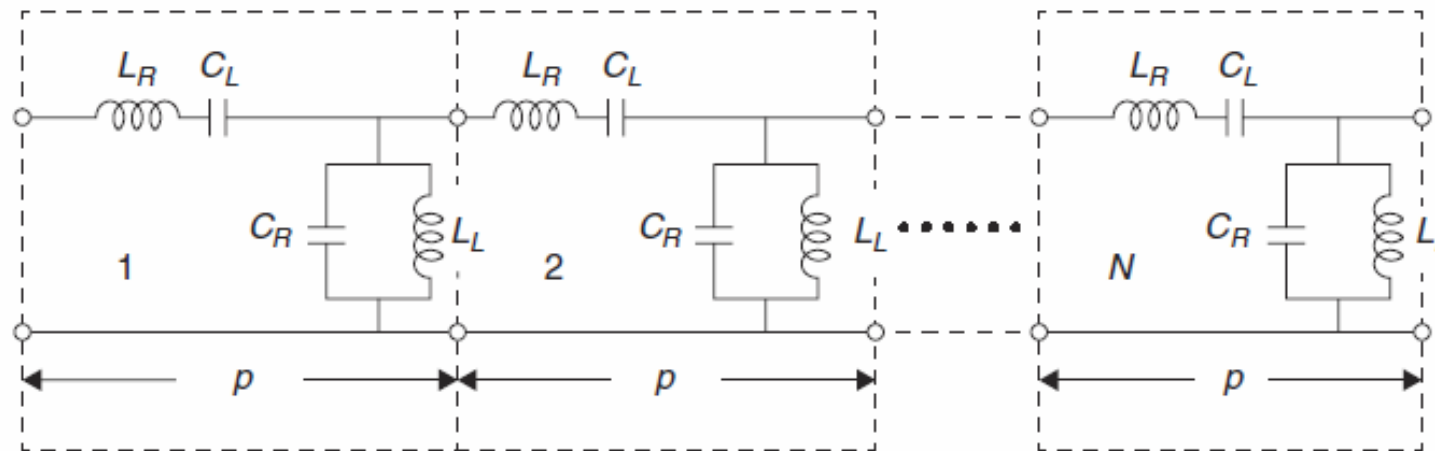 L_R C_L L_R C_L L_R C_L
C_R L_L C_R L_L C_R L
1 2 N
p p p